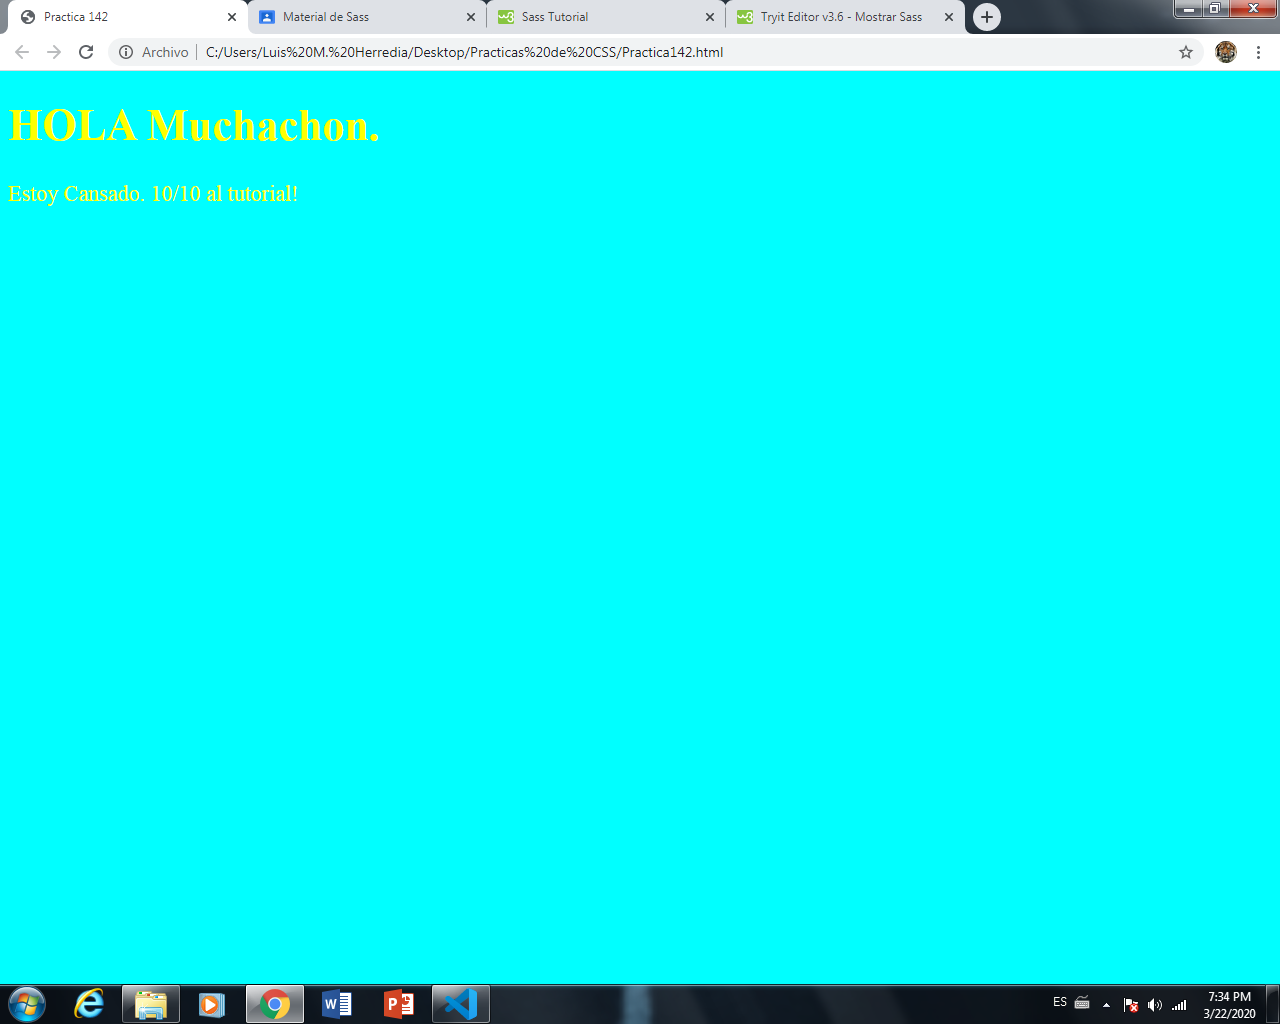 Practica 142
Material de Sass
Sass Tutorial
Tryit Editor v3.6 - Mostrar Sass
Archivo
C:/Users/Luis%20M.%20Herredia/Desktop/Practicas%20de%20CSS/Practica142.html
HOLA Muchachon.
Estoy Cansado. 10/10 al tutorial!
ES
7:34 PM
3/22/2020